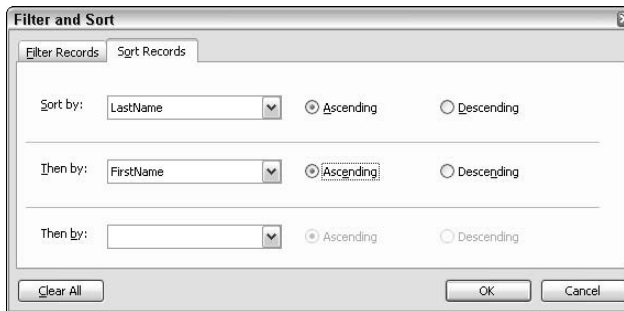 Filter and Sort
Filter Records Sort Records
Sort by: LastName Ascending Descending
Then by: FirstName Ascending Descending
Then by: Ascending Descending
Clear All OK Cancel